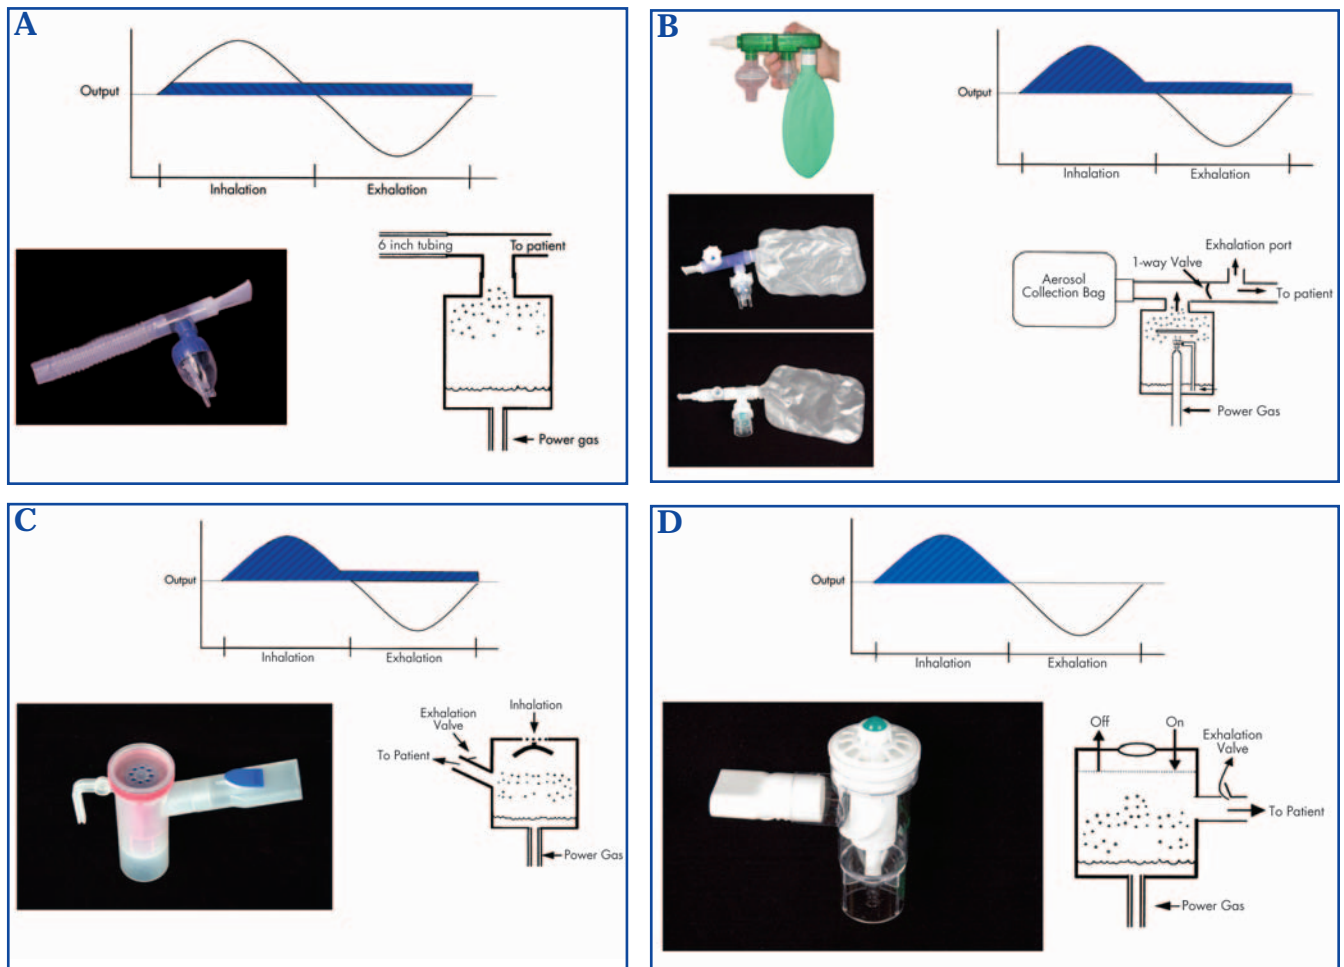 A
Output
Inhalation
Exhalation
6 inch tubing
To patient
Power gas
B
Output
Inhalation
Exhalation
Exhalation port
1-way Valve
Aerosol
Collection Bag
To patient
Power Gas
C
Output
Inhalation
Exhalation
Exhalation
Valve
Inhalation
To Patient
Power Gas
D
Output
Inhalation
Exhalation
Off
On
Exhalation
Valve
To Patient
Power Gas